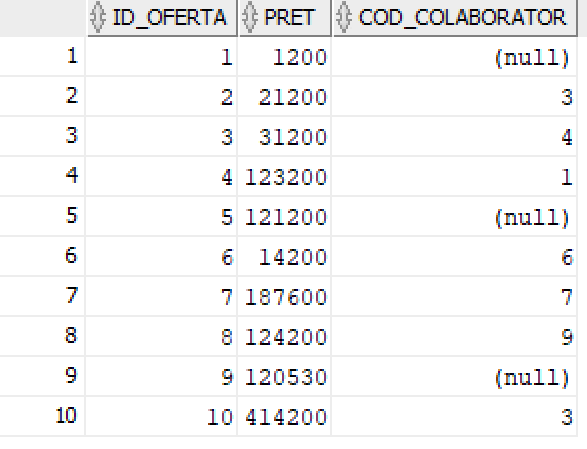 ID_OFERTA PRET COD_COLABORATOR
1 1 1200 (null)
2 2 21200 3
3 3 31200 4
4 4 123200 1
5 5 121200 (null)
6 6 14200 6
7 7 187600 7
8 8 124200 9
9 9 120530 (null)
10 10 414200 3